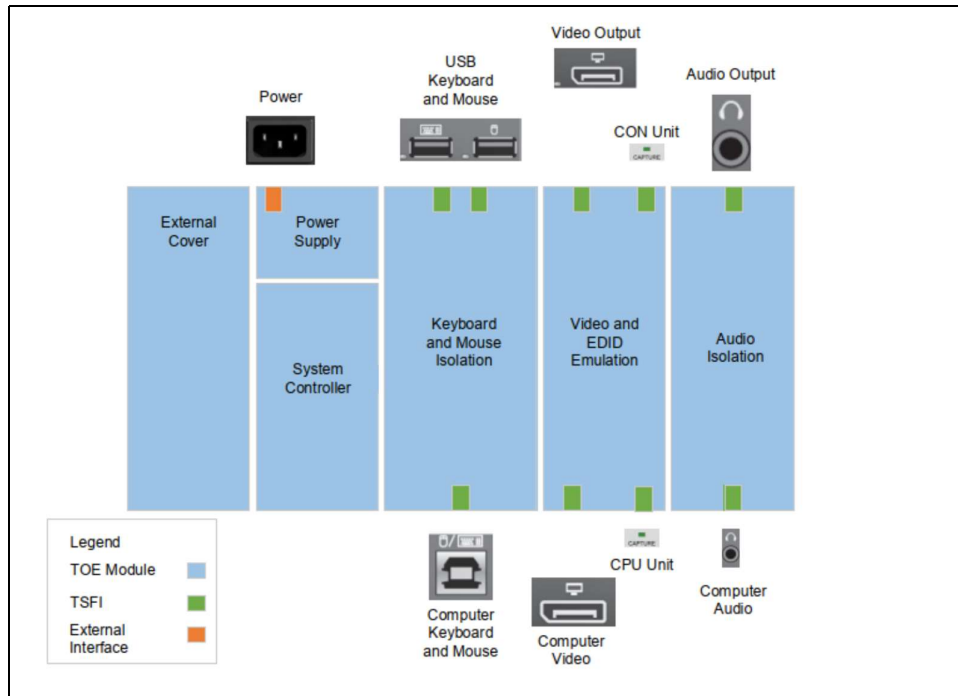 Video Output
USB
Keyboard
and Mouse
Audio Output
Power
CON Unit
CAPTURE
External
Cover
Power
Supply
Keyboard
and Mouse
Isolation
Video and
EDID
Emulation
Audio
Isolation
System
Controller
Legend
TOE Module
TSFI
External
Interface
CAPTURE
CPU Unit
Computer
Keyboard
and Mouse
Computer
Video
Computer
Audio